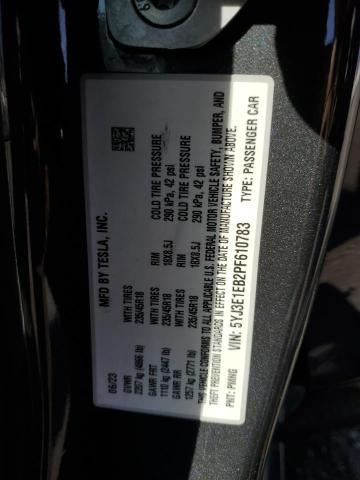 MFD BY TESLA, INC.
06/23
GVWR
2207 kg (4866 lb)
GAWR FRT
1110 kg (2447 lb)
WITH TIRES
235/45R18
RIM
18X8.5J
COLD TIRE PRESSURE
290 kPa, 42 psi
GAWR RR
1257 kg (2771 lb)
WITH TIRES
235/45R18
RIM
18X8.5J
COLD TIRE PRESSURE
290 kPa, 42 psi
THIS VEHICLE CONFORMS TO ALL APPLICABLE U.S. FEDERAL MOTOR VEHICLE SAFETY, BUMPER, AND
THEFT PREVENTION STANDARDS IN EFFECT ON THE DATE OF MANUFACTURE SHOWN ABOVE.
VIN: 5YJ3E1EB2PF610783
TYPE: PASSENGER CAR
PNT: PMNG